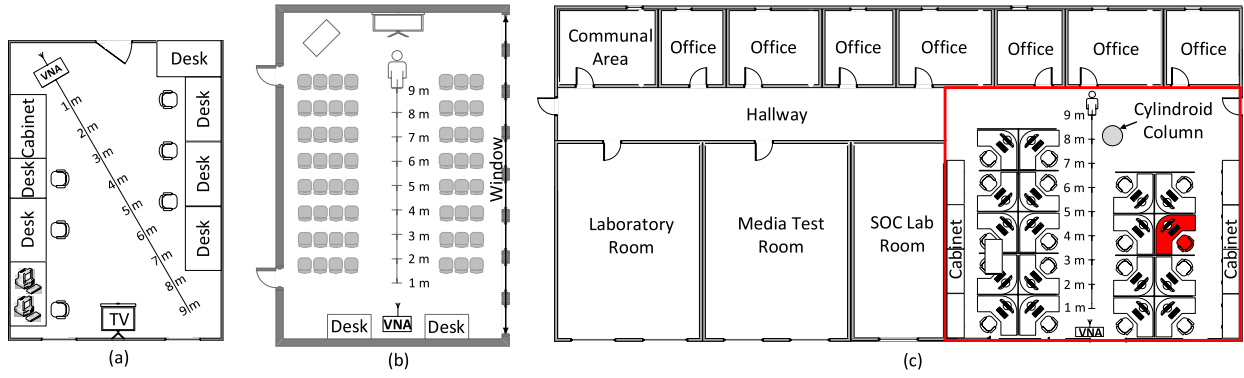 VNA
Desk
1 m
2 m
3 m
4 m
5 m
6 m
7 m
8 m
9 m
Cabinet
Desk
Desk
Desk
Desk
Desk
TV
(a)
9 m
8 m
7 m
6 m
5 m
4 m
3 m
2 m
1 m
Window
Desk
VNA
Desk
(b)
Communal
Area
Office
Office
Office
Office
Office
Office
Office
Hallway
Laboratory
Room
Media Test
Room
SOC Lab
Room
9 m
8 m
7 m
6 m
5 m
4 m
3 m
2 m
1 m
Cylindroid
Column
Cabinet
Cabinet
VNA
(c)